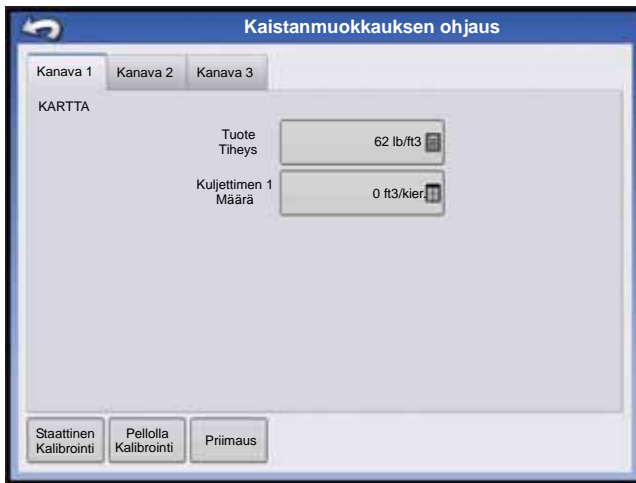 Kaistanmuokkauksen ohjaus
Kanava 1
Kanava 2
Kanava 3
KARTTA
Tuote
Tiheys
62 lb/ft3
Kuljettimen 1
Määrä
0 ft3/kier.
Staattinen
Kalibrointi
Pellolla
Kalibrointi
Priimaus